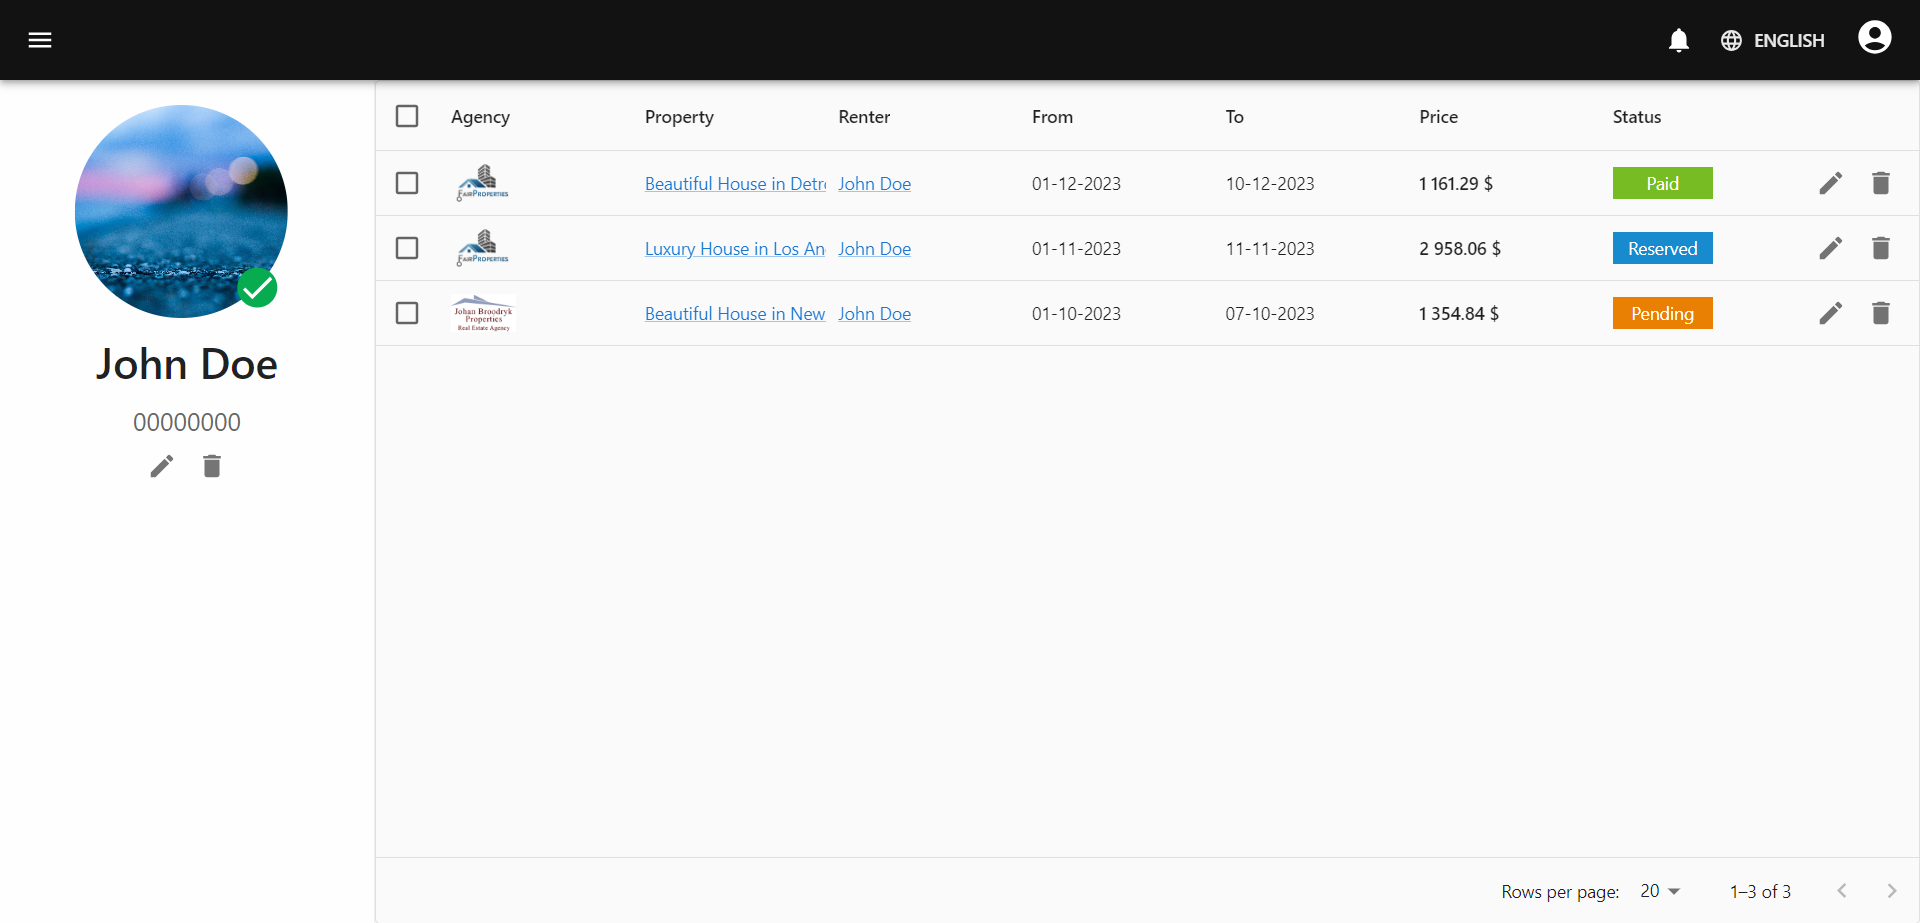 ENGLISH
John Doe
00000000
Agency Property Renter From To Price Status
FairProperties Beautiful House in Detr John Doe 01-12-2023 10-12-2023 1 161.29 $ Paid
FairProperties Luxury House in Los An John Doe 01-11-2023 11-11-2023 2 958.06 $ Reserved
Johan Broodryk
Properties
Real Estate Agency
Beautiful House in New John Doe 01-10-2023 07-10-2023 1 354.84 $ Pending
Rows per page: 20 1–3 of 3